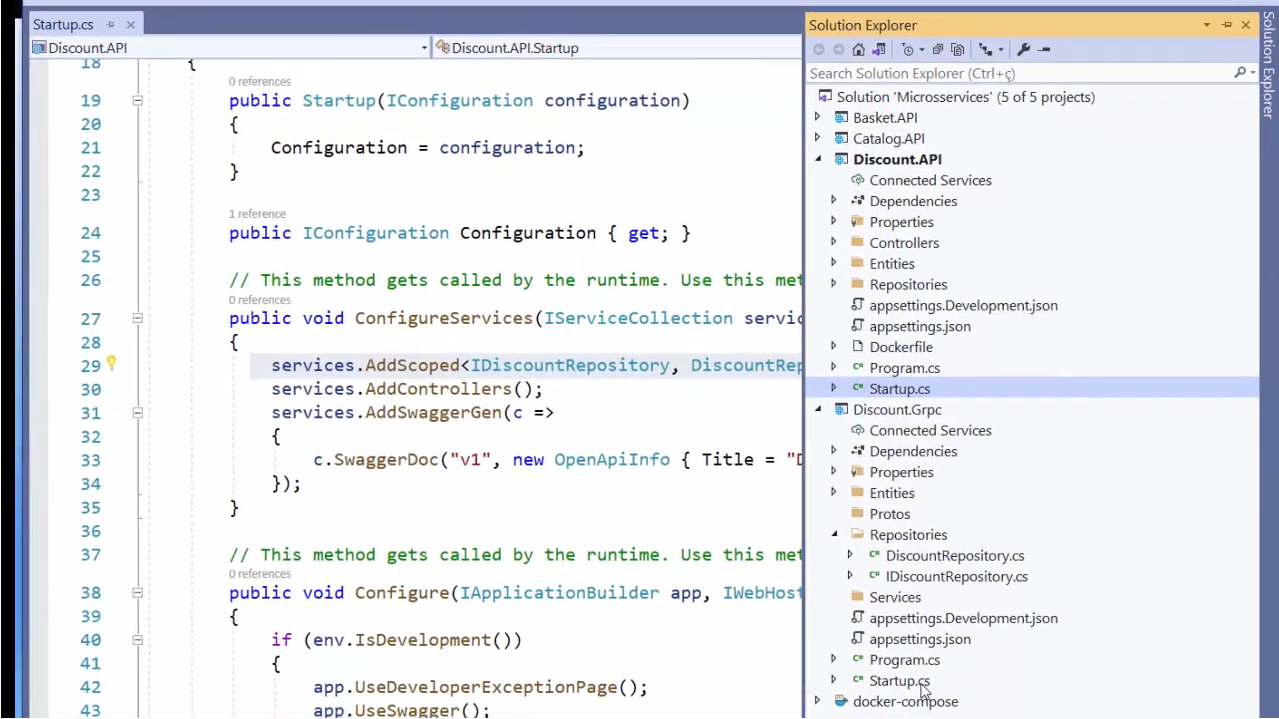 Startup.cs
Discount.API
Discount.API.Startup
18 {
0 references
19 public Startup(IConfiguration configuration)
20 {
21 Configuration = configuration;
22 }
23
1 reference
24 public IConfiguration Configuration { get; }
25
26 // This method gets called by the runtime. Use this met
0 references
27 public void ConfigureServices(IServiceCollection servic
28 {
29 services.AddScoped<IDiscountRepository, DiscountRep
30 services.AddControllers();
31 services.AddSwaggerGen(c =>
32 {
33 c.SwaggerDoc("v1", new OpenApiInfo { Title = "D
34 });
35 }
36
37 // This method gets called by the runtime. Use this met
0 references
38 public void Configure(IApplicationBuilder app, IWebHost
39 {
40 if (env.IsDevelopment())
41 {
42 app.UseDeveloperExceptionPage();
43 app.UseSwagger();
Solution Explorer
Search Solution Explorer (Ctrl+ç)
Solution 'Microsservices' (5 of 5 projects)
Basket.API
Catalog.API
Discount.API
Connected Services
Dependencies
Properties
Controllers
Entities
Repositories
appsettings.Development.json
appsettings.json
Dockerfile
Program.cs
Startup.cs
Discount.Grpc
Connected Services
Dependencies
Properties
Entities
Protos
Repositories
DiscountRepository.cs
IDiscountRepository.cs
Services
appsettings.Development.json
appsettings.json
Program.cs
Startup.cs
docker-compose
Solution Explorer